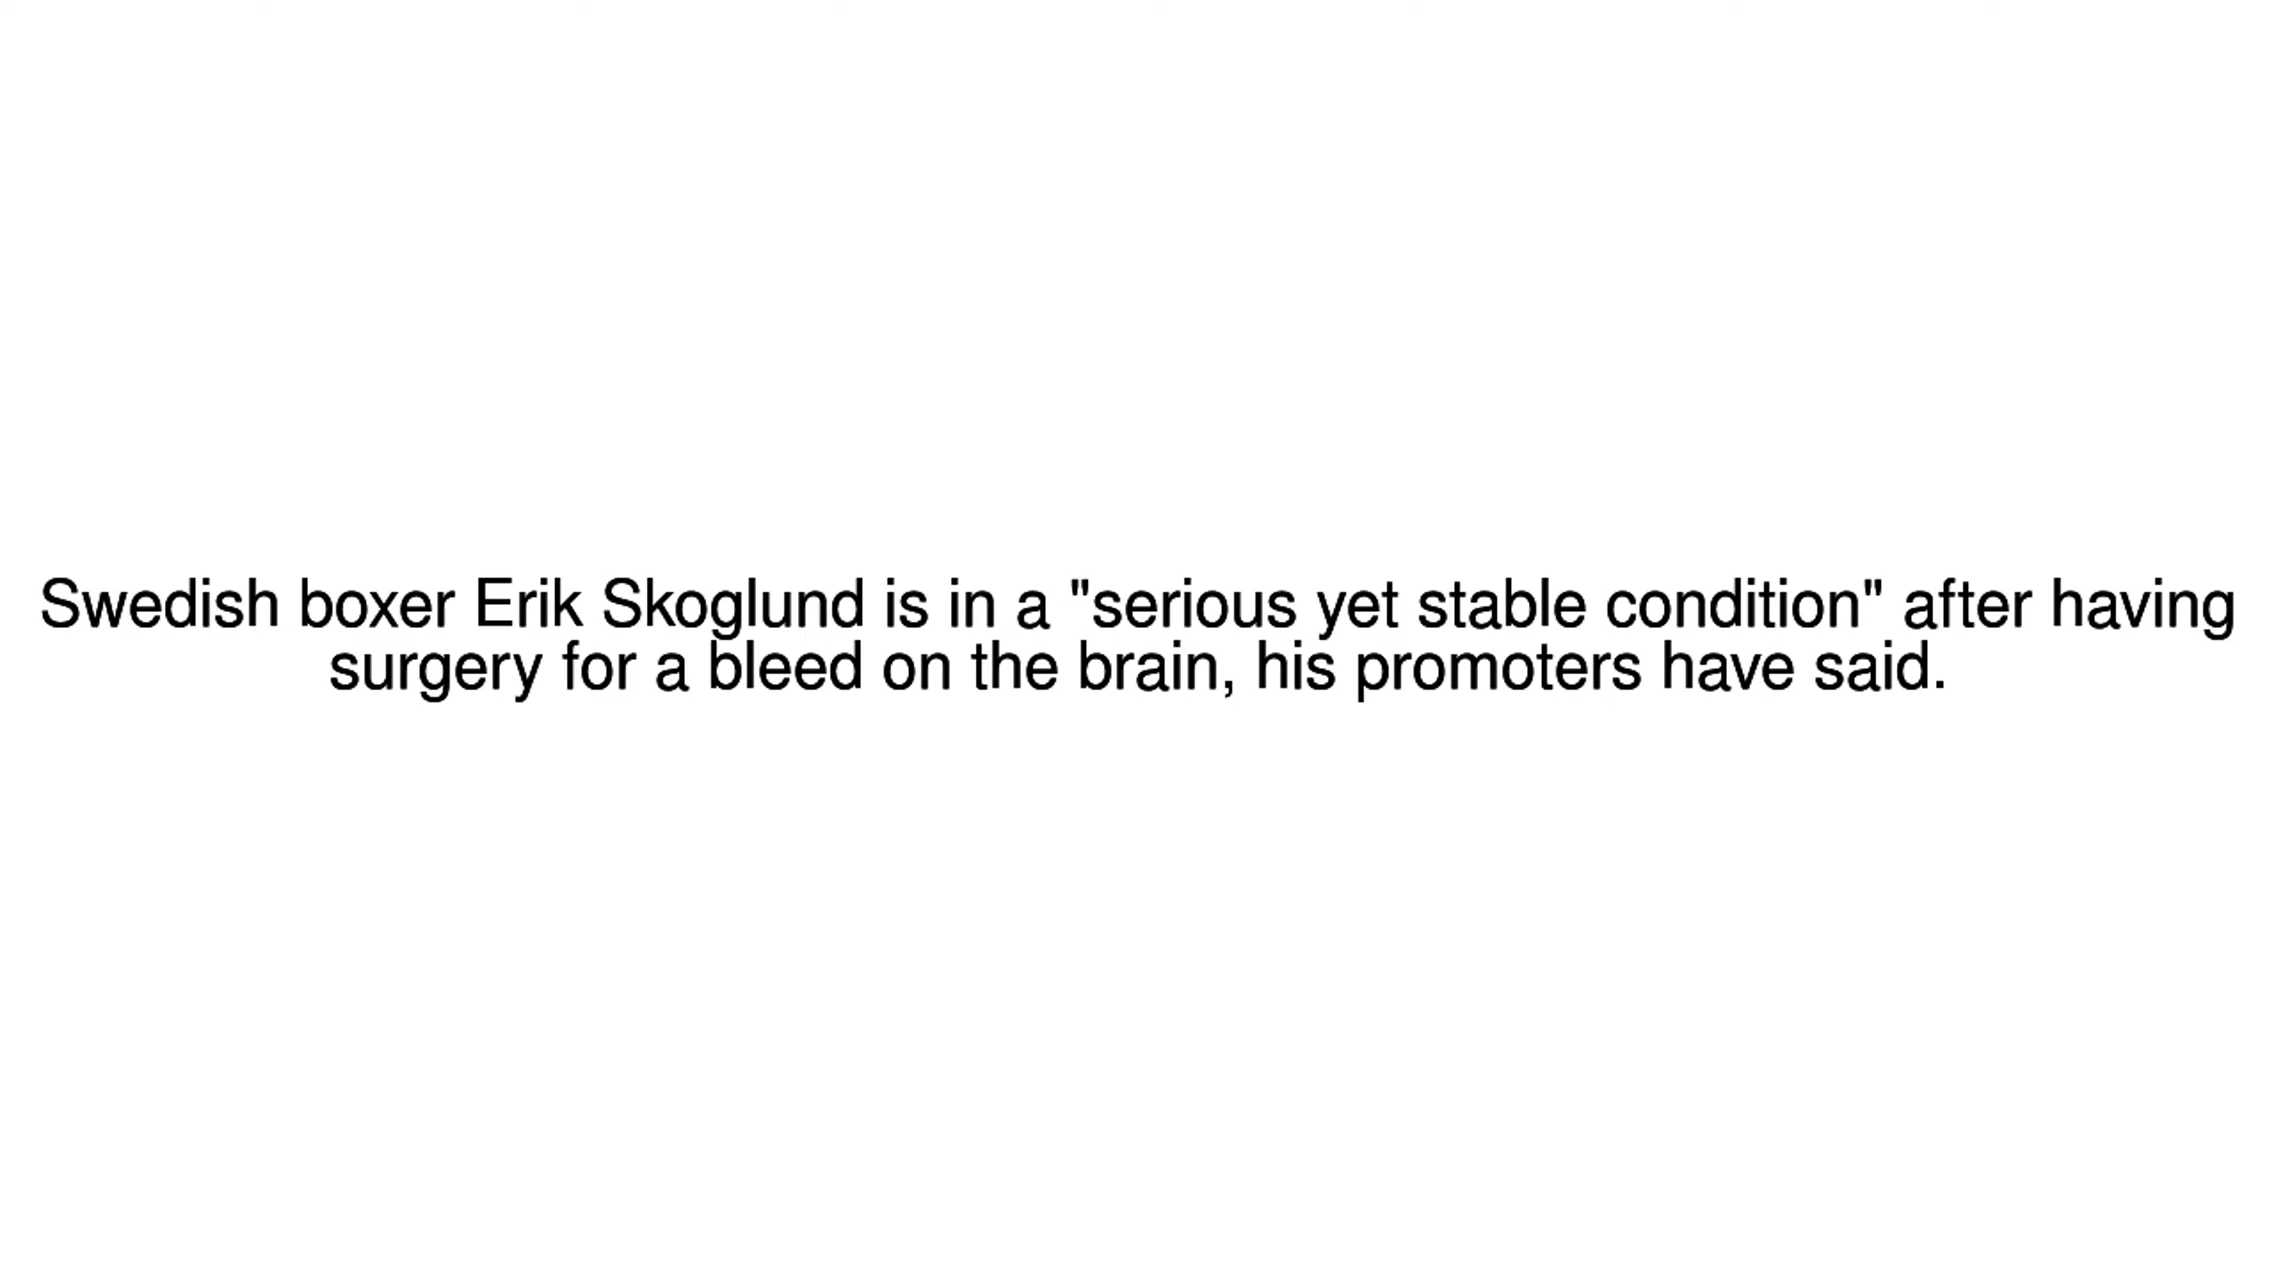 Swedish boxer Erik Skoglund is in a "serious yet stable condition" after having
surgery for a bleed on the brain, his promoters have said.